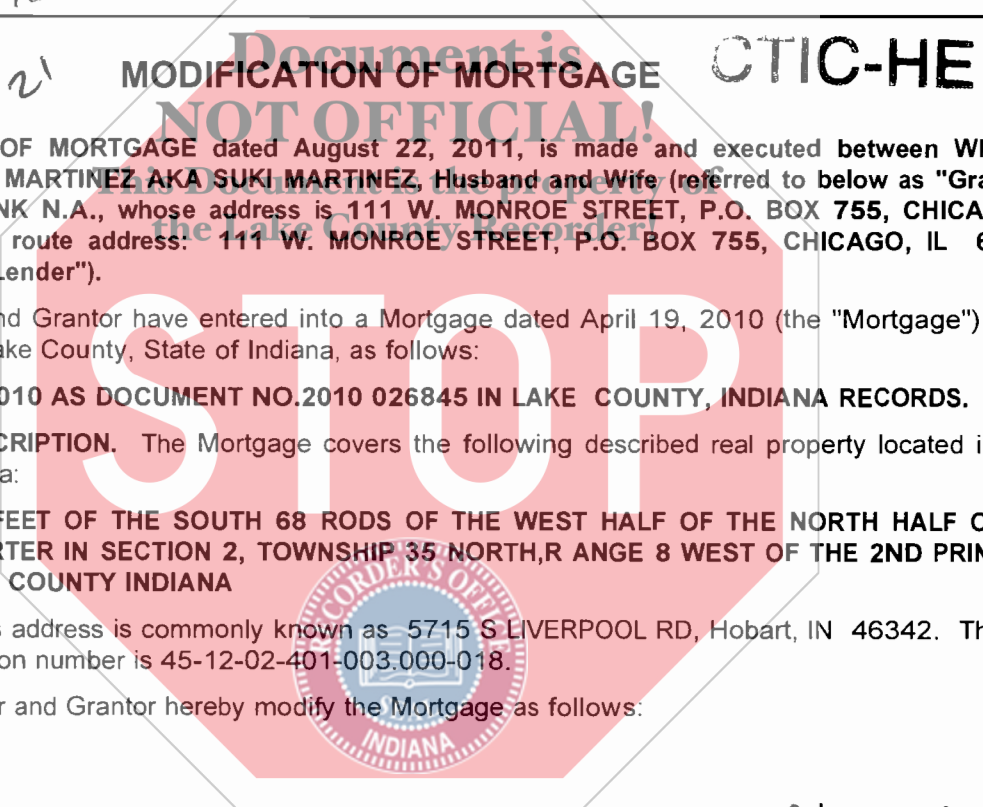 Document is
NOT OFFICIAL!
This Document is the property of
the Lake County Recorder!
21 MODIFICATION OF MORTGAGE CTIC-HE
OF MORTGAGE dated August 22, 2011, is made and executed between
MARTINEZ AKA SUKI MARTINEZ, Husband and Wife (referred to below as
N.A., whose address is 111 W. MONROE STREET, P.O. BOX 755,
route address: 111 W. MONROE STREET, P.O. BOX 755, CHICAGO, IL
Lender").
Grantor have entered into a Mortgage dated April 19, 2010 (the "Mortgage")
County, State of Indiana, as follows:
010 AS DOCUMENT NO.2010 026845 IN LAKE COUNTY, INDIANA RECORDS.
CRIPTION. The Mortgage covers the following described real property located
a:
FEET OF THE SOUTH 68 RODS OF THE WEST HALF OF THE NORTH HALF
RTER IN SECTION 2, TOWNSHIP 35 NORTH,R ANGE 8 WEST OF THE 2ND PRIN
COUNTY INDIANA
address is commonly known as 5715 S LIVERPOOL RD, Hobart, IN 46342.
on number is 45-12-02-401-003.000-018.
and Grantor hereby modify the Mortgage as follows:
STOP
RECORDER'S OFFICE
SEAL
INDIANA